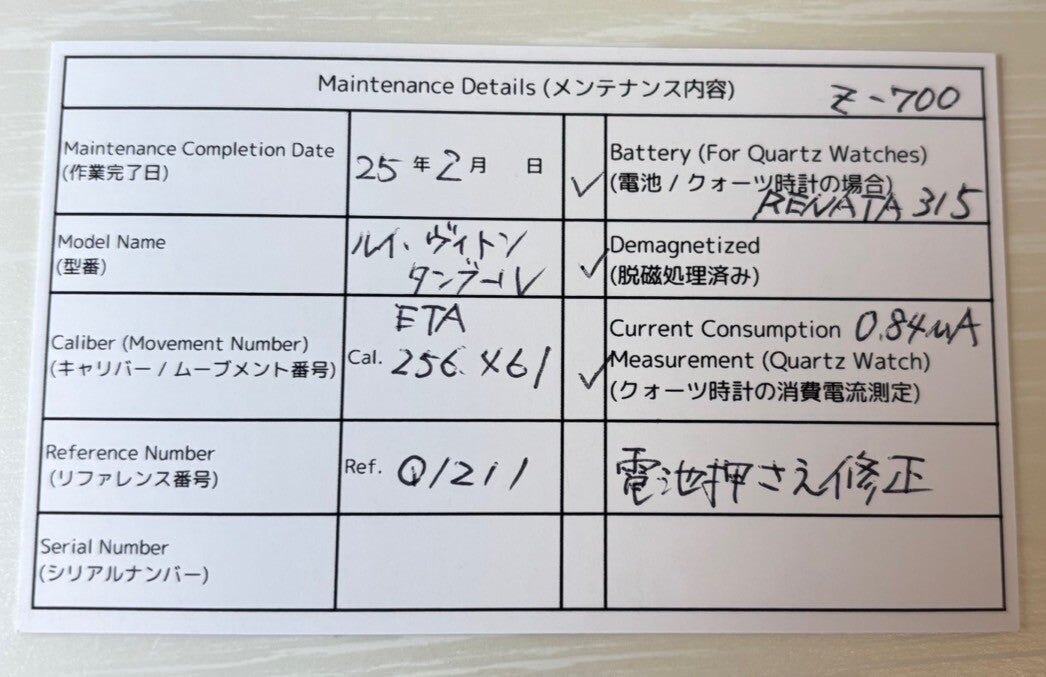 Maintenance Details (メンテナンス内容)
Z-700
Maintenance Completion Date
(作業完了日)
25年2月 日
✓
Battery (For Quartz Watches)
(電池 / クォーツ時計の場合)
RENATA 315
Model Name
(型番)
ルイ、ヴィトン
タンブール
✓
Demagnetized
(脱磁処理済み)
Caliber (Movement Number)
(キャリバー / ムーブメント番号)
ETA
Cal. 256.461
✓
Current Consumption 0.84μA
Measurement (Quartz Watch)
(クォーツ時計の消費電流測定)
Reference Number
(リファレンス番号)
Ref. Q1211
電池押さえ修正
Serial Number
(シリアルナンバー)